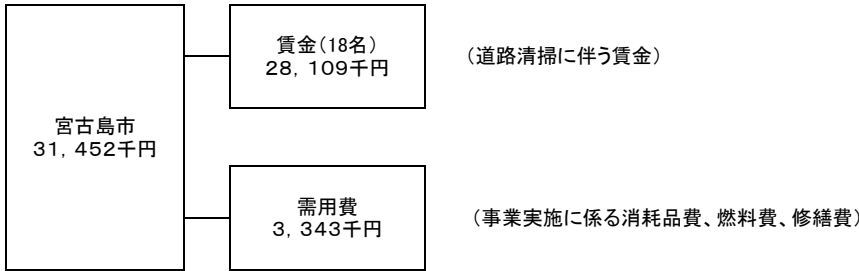 宮古島市
31，452千円
賃金（18名）
28，109千円
（道路清掃に伴う賃金）
需用費
3，343千円
（事業実施に係る消耗品費、燃料費、修繕費）